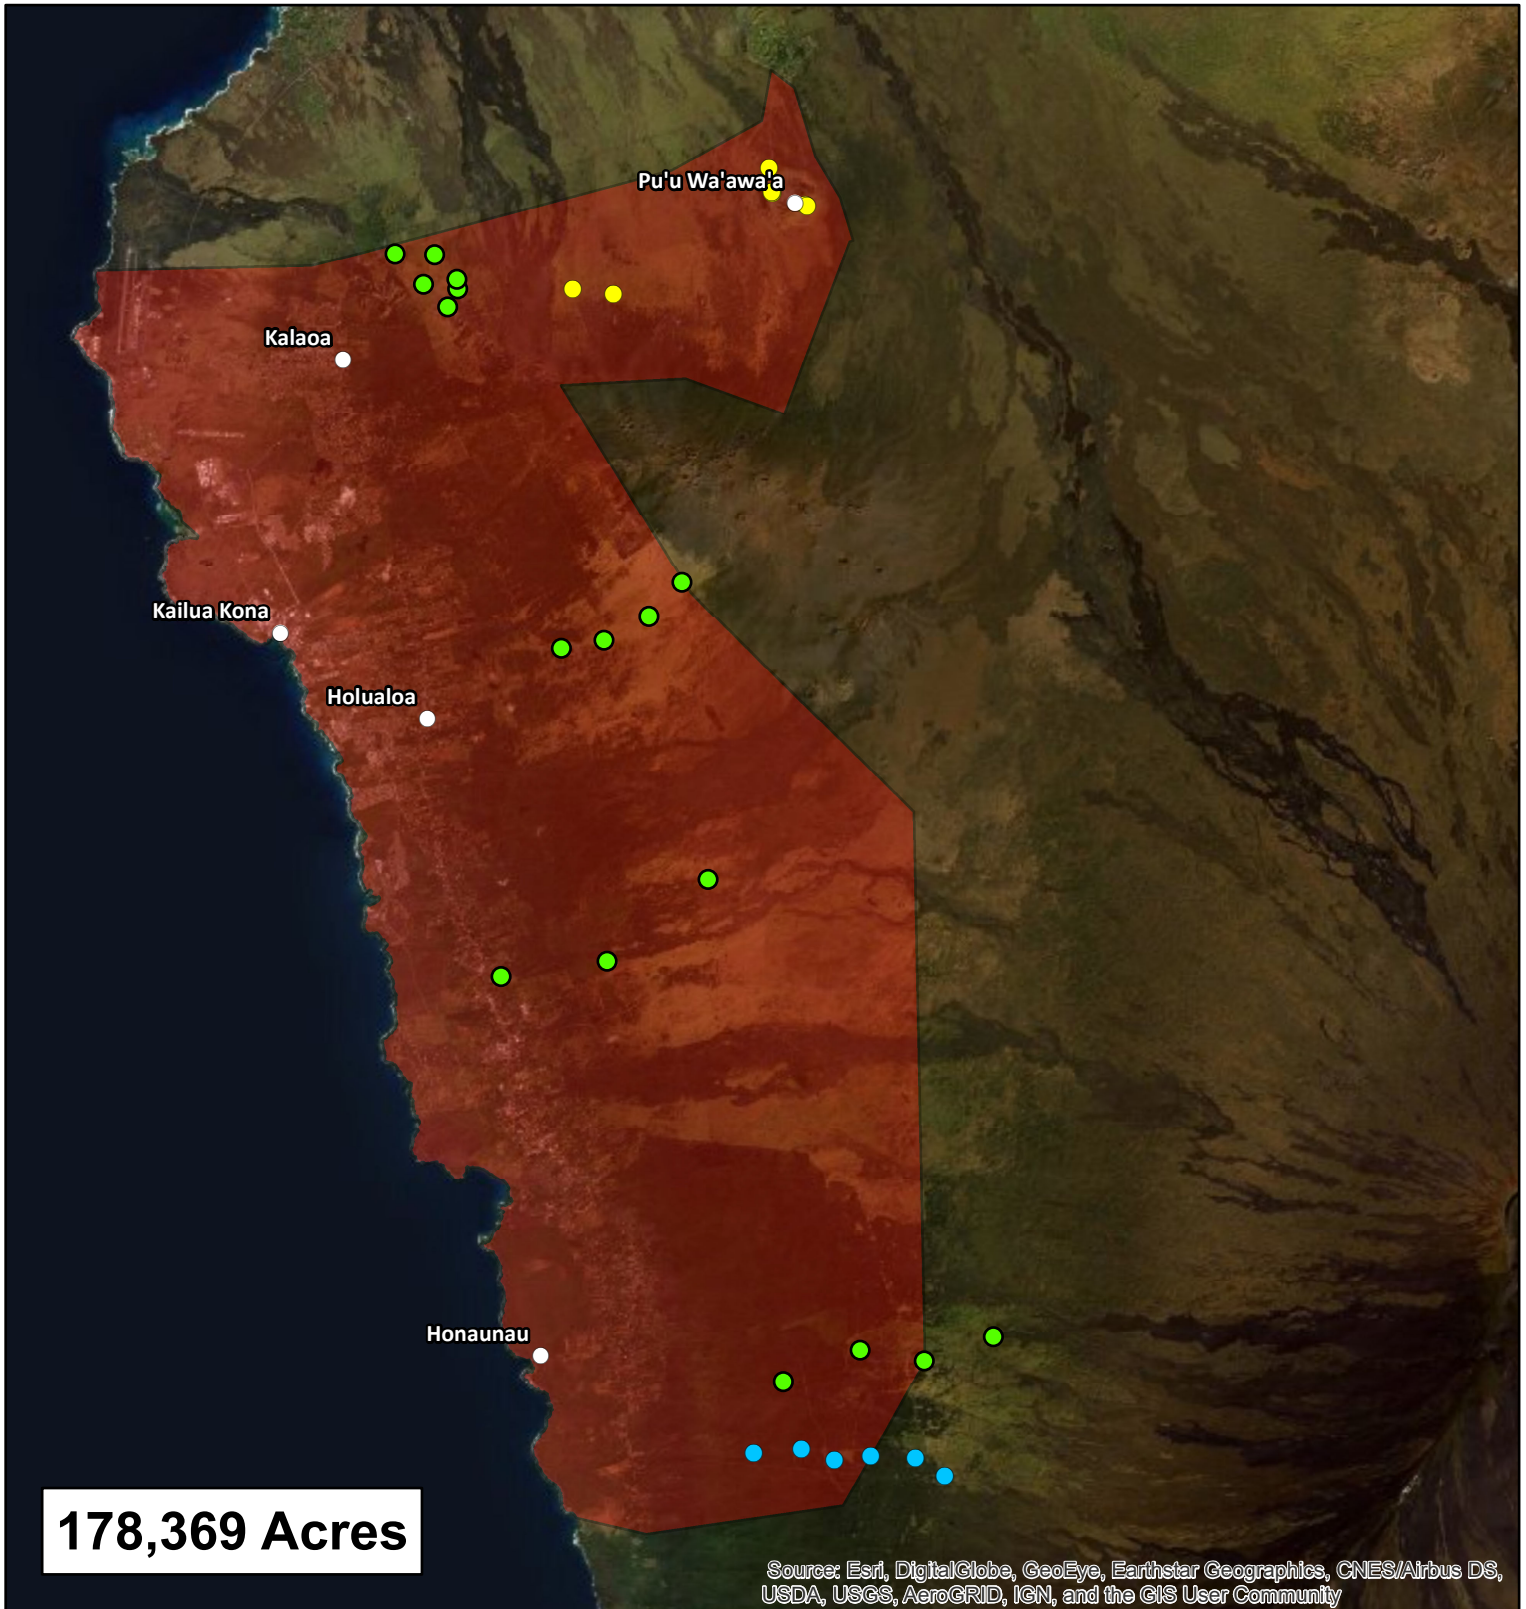 Pu'u Wa'awa'a
Kalaoa
Kailua Kona
Holualoa
Honaunau
178,369 Acres
Source: Esri, DigitalGlobe, GeoEye, Earthstar Geographics, CNES/Airbus DS,
USDA, USGS, AeroGRID, IGN, and the GIS User Community